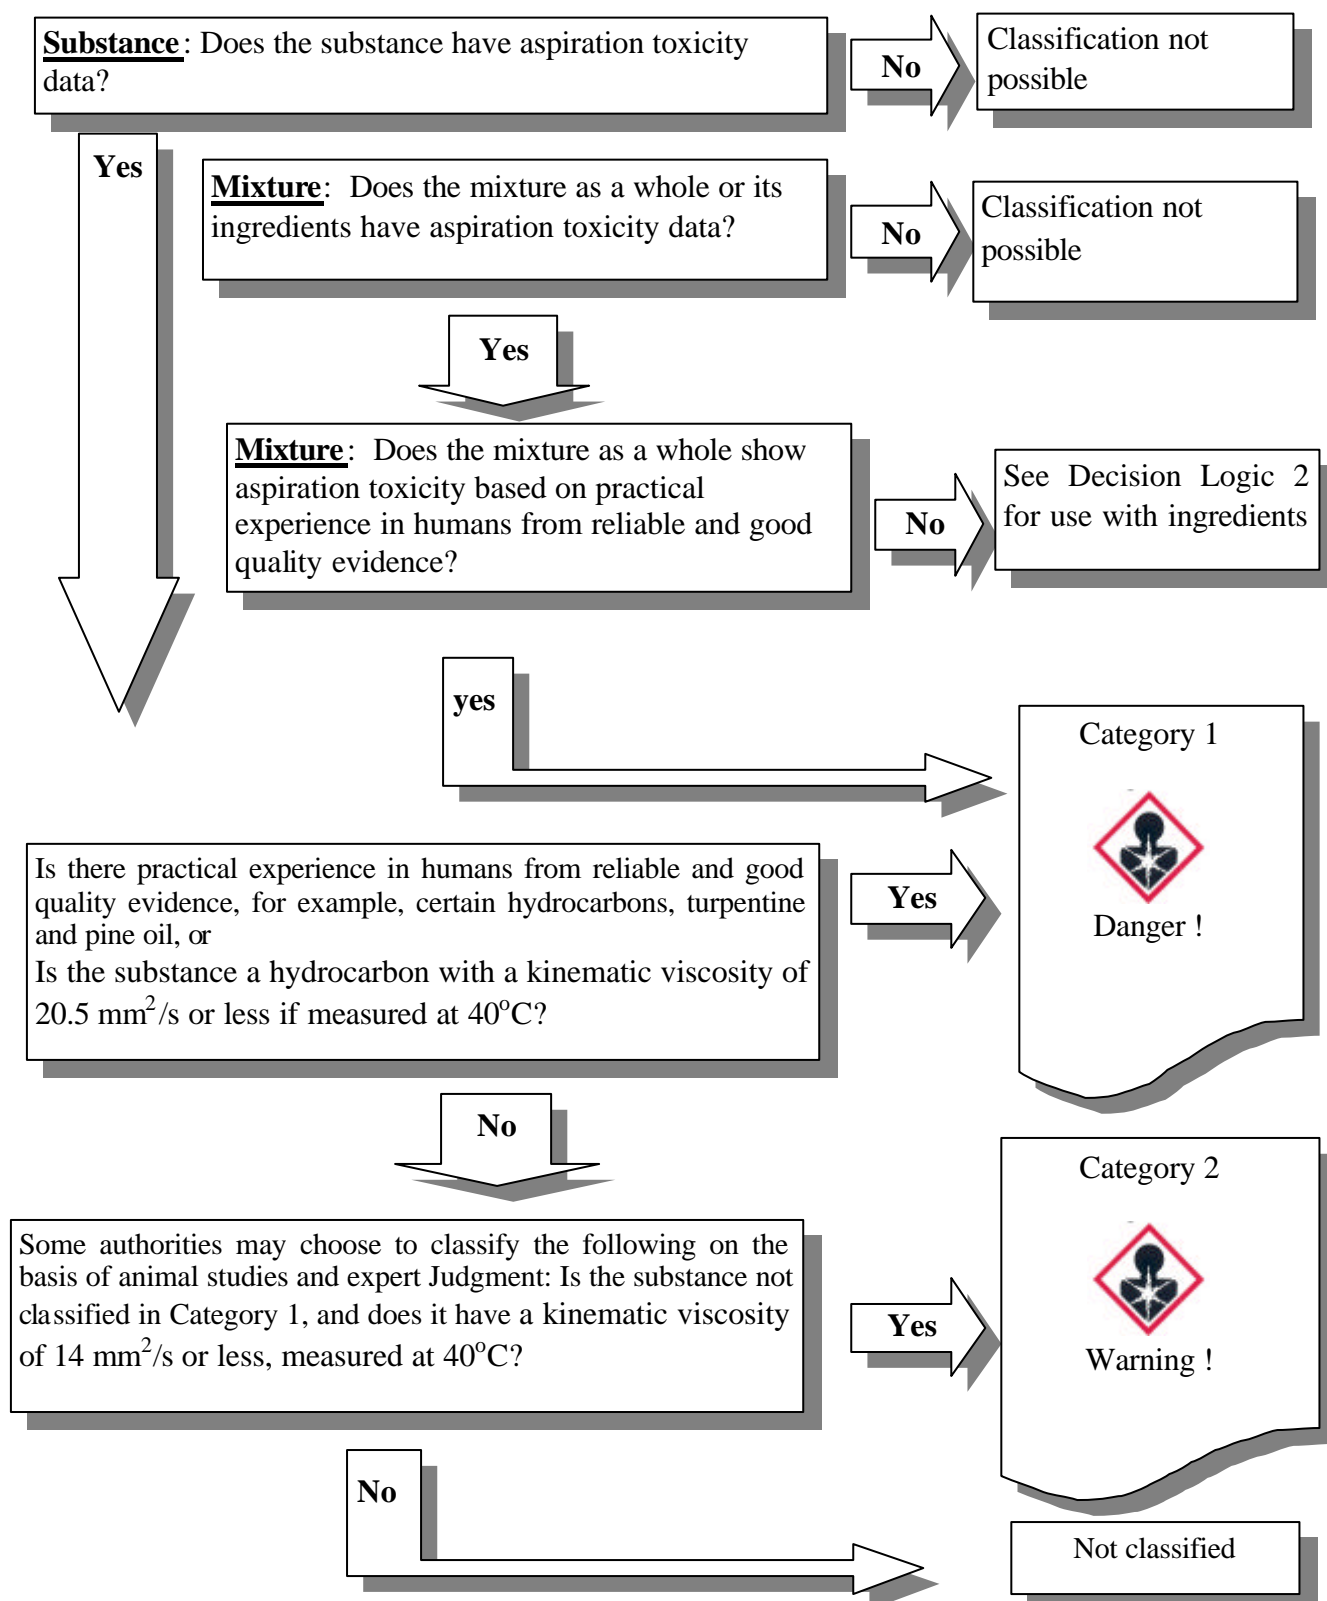 Substance: Does the substance have aspiration toxicity
data?
No
Classification not
possible
Yes
Mixture: Does the mixture as a whole or its
ingredients have aspiration toxicity data?
No
Classification not
possible
Yes
Mixture: Does the mixture as a whole show
aspiration toxicity based on practical
experience in humans from reliable and good
quality evidence?
No
See Decision Logic 2
for use with ingredients
yes
Category 1
Danger !
Is there practical experience in humans from reliable and good
quality evidence, for example, certain hydrocarbons, turpentine
and pine oil, or
Is the substance a hydrocarbon with a kinematic viscosity of
20.5 mm²/s or less if measured at 40°C?
Yes
No
Category 2
Warning !
Some authorities may choose to classify the following on the
basis of animal studies and expert Judgment: Is the substance not
classified in Category 1, and does it have a kinematic viscosity
of 14 mm²/s or less, measured at 40°C?
Yes
No
Not classified